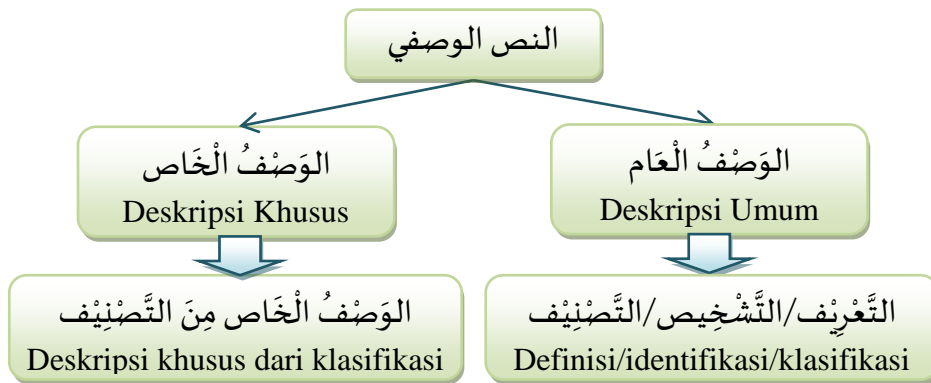 النص الوصفي
الوَصْفُ الْعَام
Deskripsi Umum
الوَصْفُ الْخَاص
Deskripsi Khusus
التَّعْرِيْف/التَّشْخِيص/التَّصْنِيْف
Definisi/identifikasi/klasifikasi
الوَصْفُ الْخَاص مِنَ التَّصْنِيْف
Deskripsi khusus dari klasifikasi